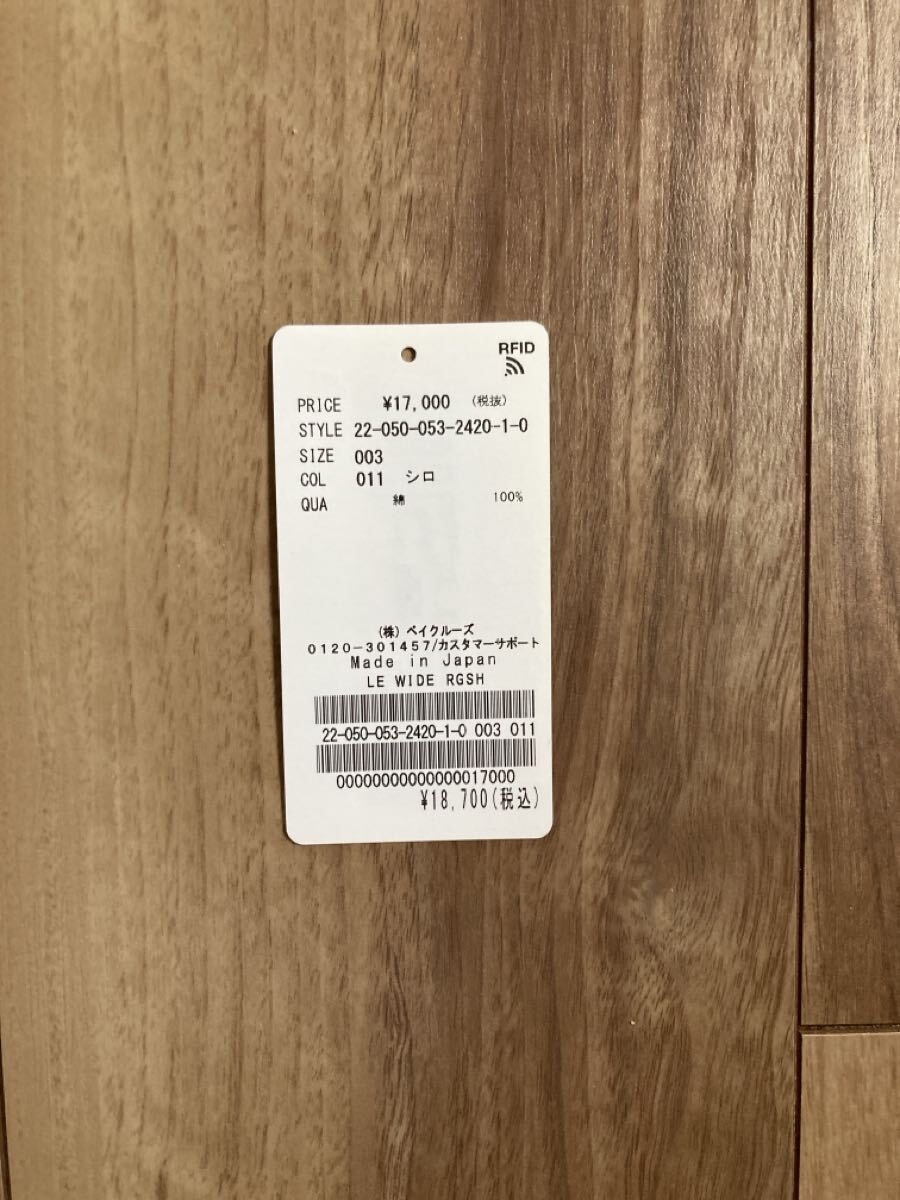 RFID
PRICE ¥17,000 (税抜)
STYLE 22-050-053-2420-1-0
SIZE 003
COL 011 シロ
QUA 綿 100%
(株) ベイクルーズ
0120-301457/カスタマーサポート
Made in Japan
LE WIDE RGSH
22-050-053-2420-1-0 003 011
00000000000000017000
¥18,700(税込)